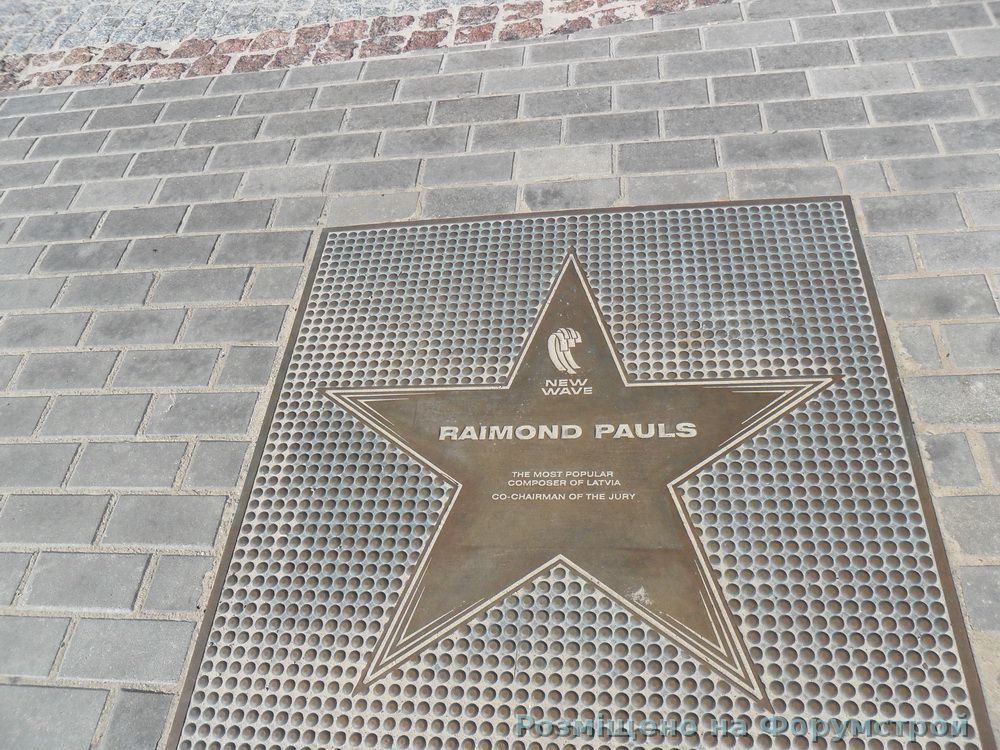 NEW
WAVE
RAIMOND PAULS
THE MOST POPULAR
COMPOSER OF LATVIA
CO-CHAIRMAN OF THE JURY
Розміщено на Форумстрой